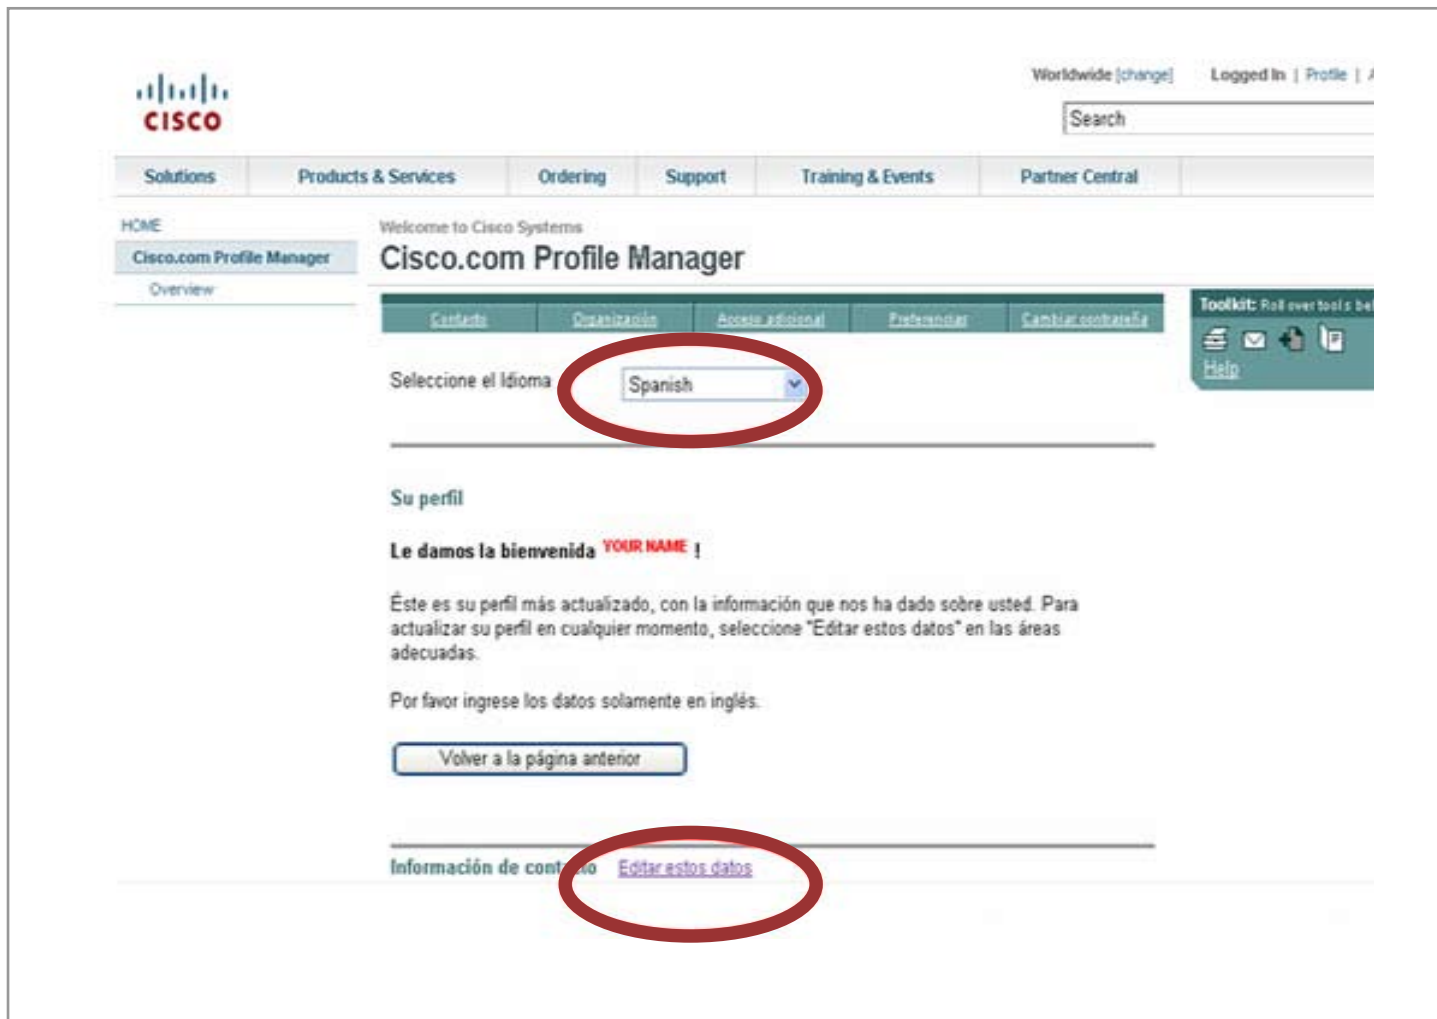 Worldwide [change] Logged In | Profile |
CISCO
Search
Solutions Products & Services Ordering Support Training & Events Partner Central
HOME
Cisco.com Profile Manager
Overview
Welcome to Cisco Systems
Cisco.com Profile Manager
Contacto Organización Acceso adicional Preferencias Cambiar contraseña
Toolkit: Roll over tools
Help
Seleccione el Idioma Spanish
Su perfil
Le damos la bienvenida YOUR NAME !
Éste es su perfil más actualizado, con la información que nos ha dado sobre usted. Para
actualizar su perfil en cualquier momento, seleccione "Editar estos datos" en las áreas
adecuadas.
Por favor ingrese los datos solamente en inglés.
Volver a la página anterior
Información de contacto Editar estos datos